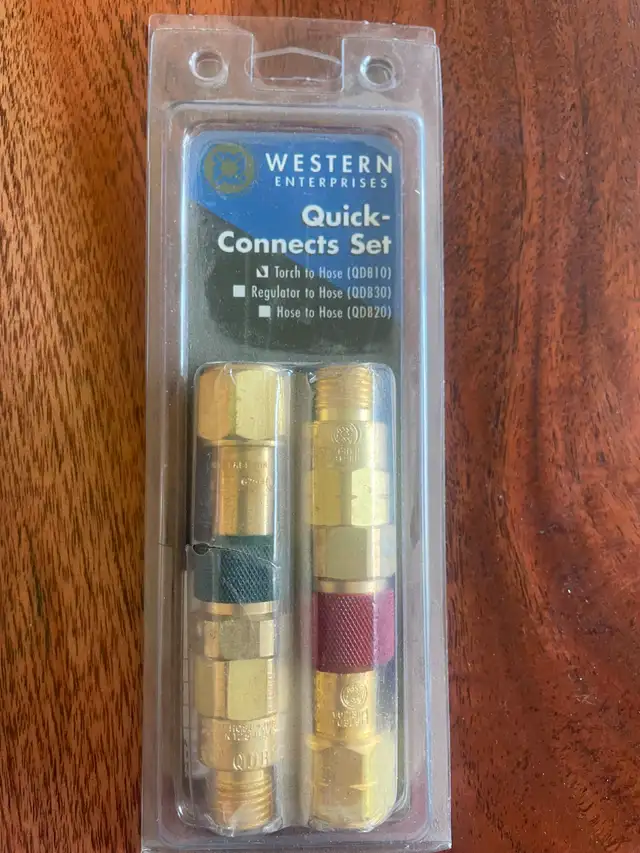 WESTERN
ENTERPRISES
Quick-
Connects Set
Torch to Hose (QDB10)
Regulator to Hose (QDB30)
Hose to Hose (QDB20)